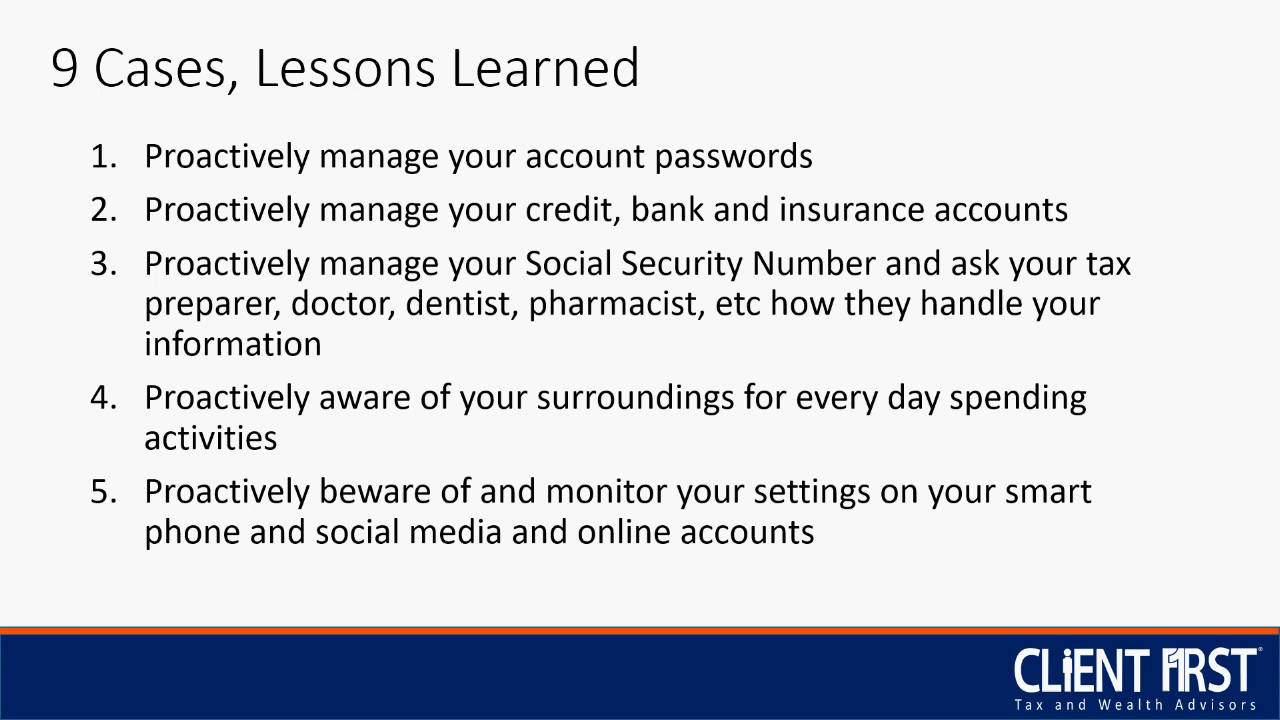 9 Cases, Lessons Learned
1. Proactively manage your account passwords
2. Proactively manage your credit, bank and insurance accounts
3. Proactively manage your Social Security Number and ask your tax
preparer, doctor, dentist, pharmacist, etc how they handle your
information
4. Proactively aware of your surroundings for every day spending
activities
5. Proactively beware of and monitor your settings on your smart
phone and social media and online accounts
CLiENT FIRST®
Tax and Wealth Advisors